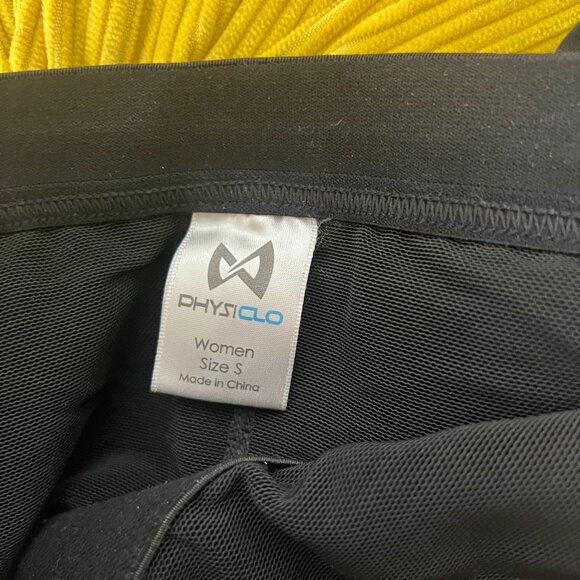 PHYSICLO
Women
Size S
Made in China